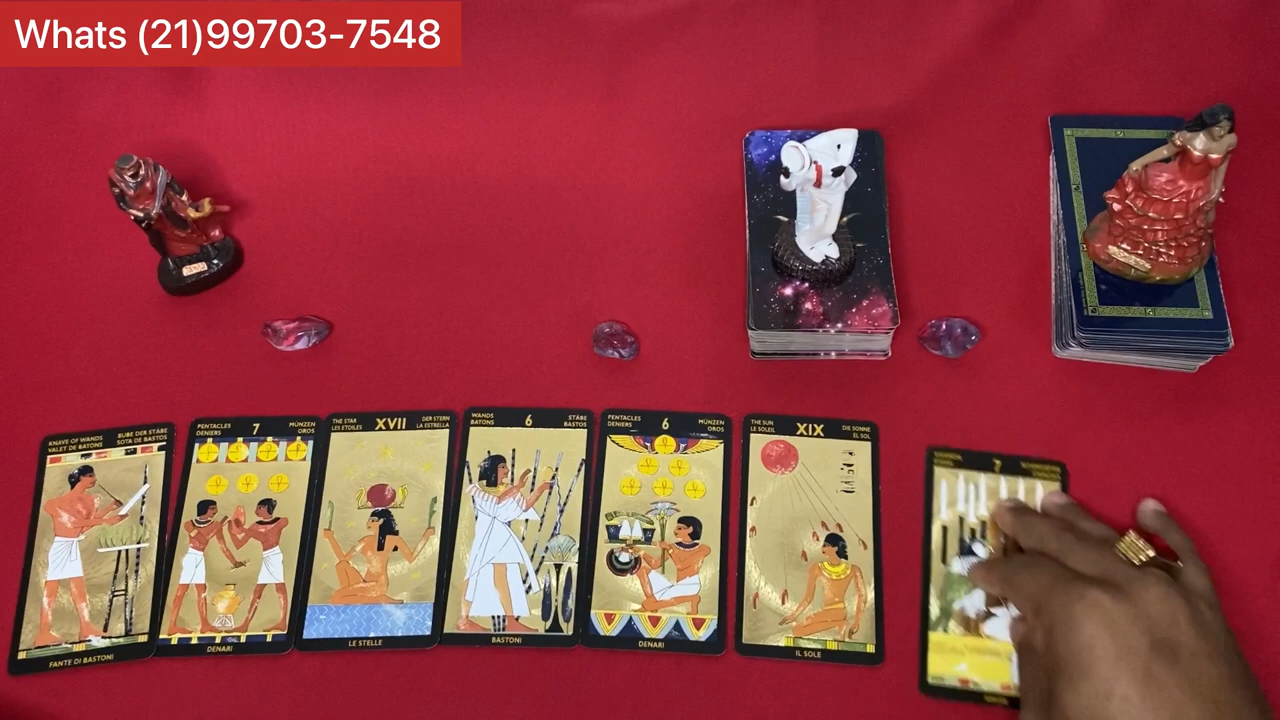 Whats (21)99703-7548
KNAVE OF WANDS
VALET DE BATONS
BUBE DER STÄBE
SOTA DE BASTOS
FANTE DI BASTONI
PENTACLES
DENIERS
7
MÜNZEN
OROS
DENARI
THE STAR
LES ETOILES
XVII
DER STERN
LA ESTRELLA
LE STELLE
WANDS
BATONS
6
STÄBE
BASTOS
BASTONI
PENTACLES
DENIERS
6
MÜNZEN
OROS
DENARI
THE SUN
LE SOLEIL
XIX
DIE SONNE
EL SOL
IL SOLE
7